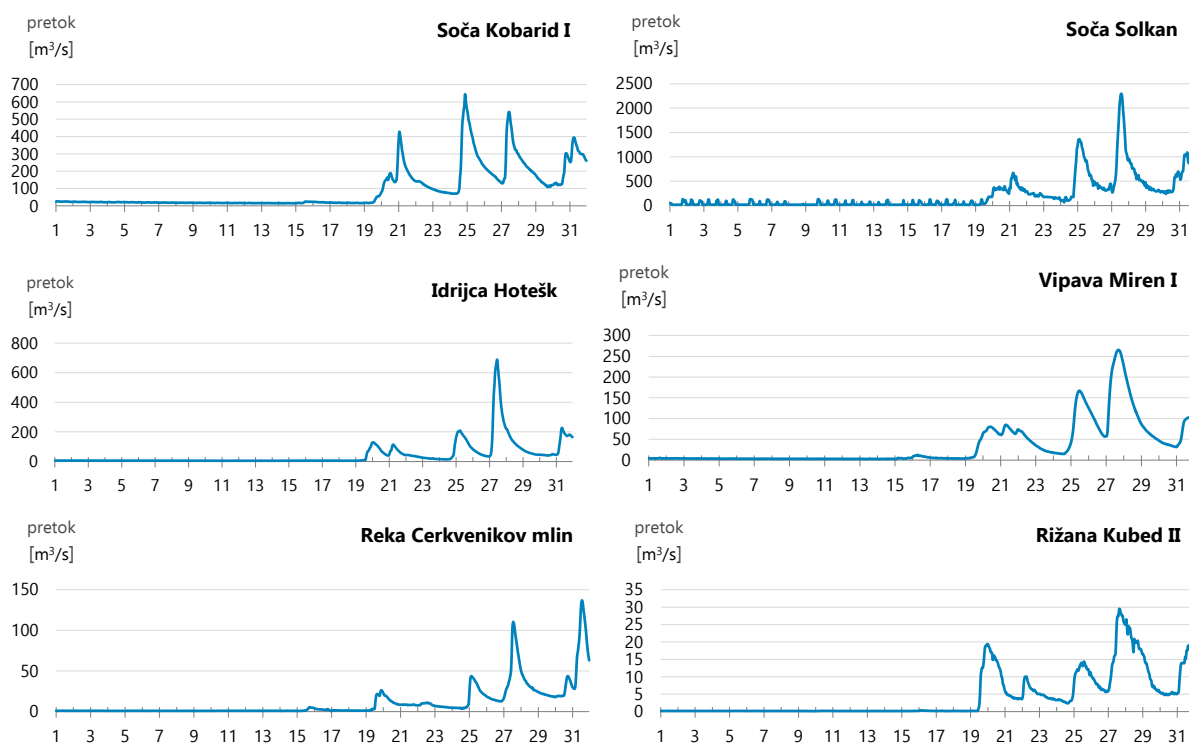 pretok
[m³/s]
Soča Kobarid I
700
600
500
400
300
200
100
0
1 3 5 7 9 11 13 15 17 19 21 23 25 27 29 31
pretok
[m³/s]
Soča Solkan
2500
2000
1500
1000
500
0
1 3 5 7 9 11 13 15 17 19 21 23 25 27 29 31
pretok
[m³/s]
Idrijca Hotešk
800
600
400
200
0
1 3 5 7 9 11 13 15 17 19 21 23 25 27 29 31
pretok
[m³/s]
Vipava Miren I
300
250
200
150
100
50
0
1 3 5 7 9 11 13 15 17 19 21 23 25 27 29 31
pretok
[m³/s]
Reka Cerkvenikov mlin
150
100
50
0
1 3 5 7 9 11 13 15 17 19 21 23 25 27 29 31
pretok
[m³/s]
Rižana Kubed II
35
30
25
20
15
10
5
0
1 3 5 7 9 11 13 15 17 19 21 23 25 27 29 31